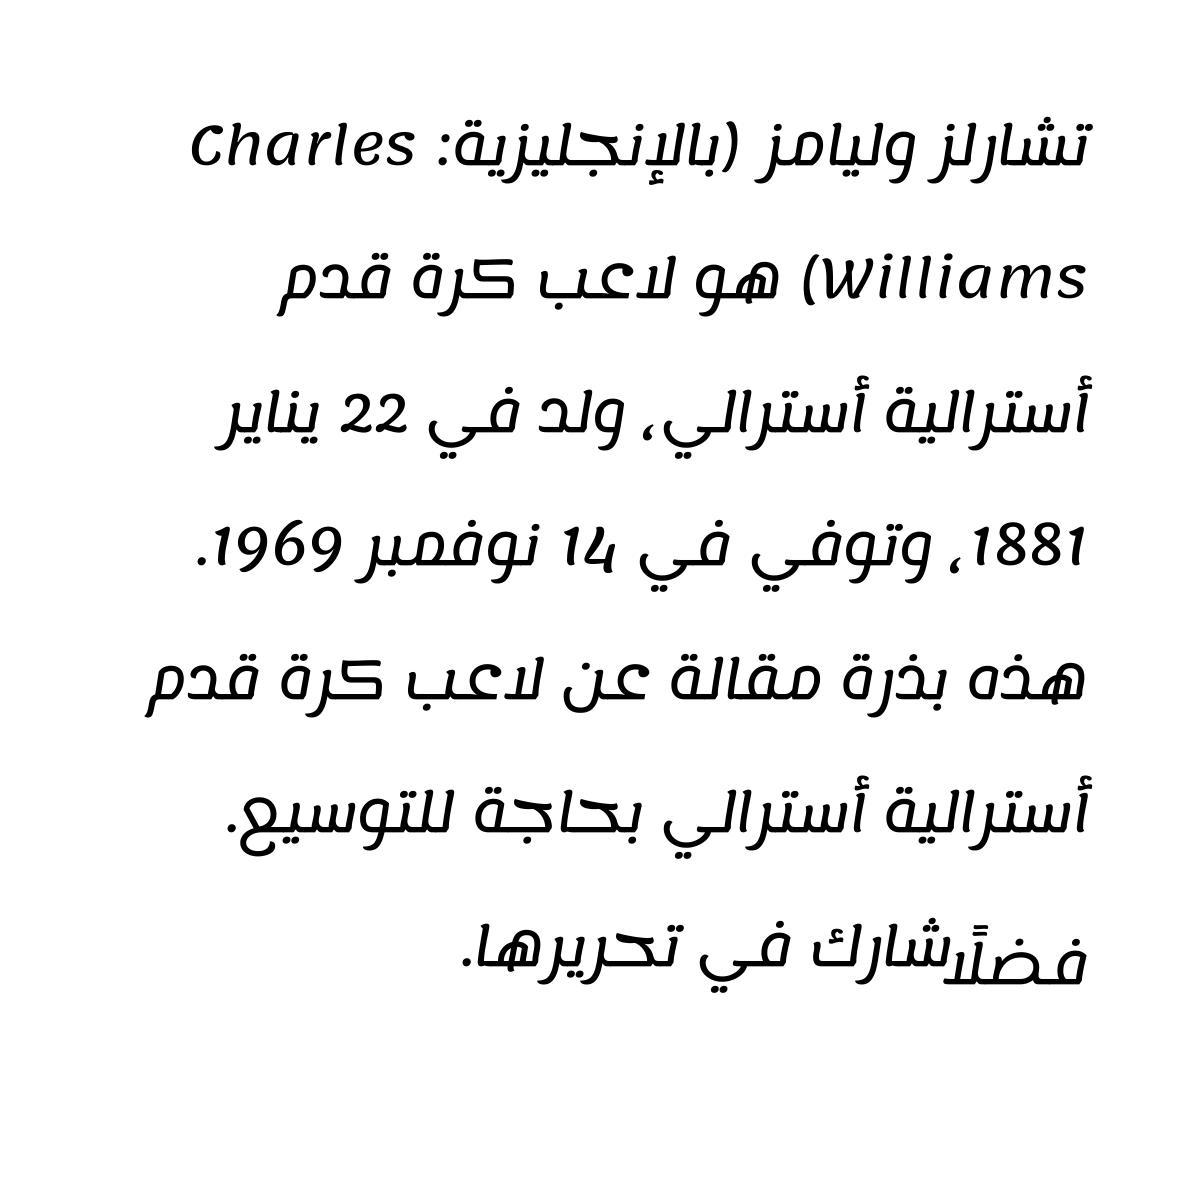 تشارلز وليامز (بالإنجليزية: Charles
Williams) هو لاعب كرة قدم
أسترالية أسترالي، ولد في 22 يناير
1881، وتوفي في 14 نوفمبر 1969.
هذه بذرة مقالة عن لاعب كرة قدم
أسترالية أسترالي بحاجة للتوسيع.
فضلًا شارك في تحريرها.